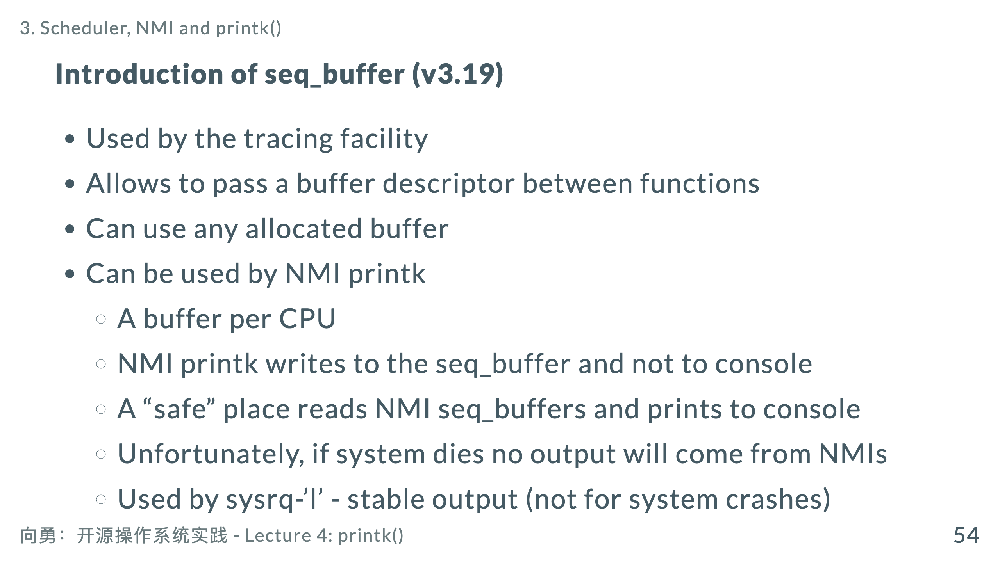 3. Scheduler, NMI and printk()
Introduction of seq_buffer (v3.19)
• Used by the tracing facility
• Allows to pass a buffer descriptor between functions
• Can use any allocated buffer
• Can be used by NMI printk
○ A buffer per CPU
○ NMI printk writes to the seq_buffer and not to console
○ A “safe” place reads NMI seq_buffers and prints to console
○ Unfortunately, if system dies no output will come from NMIs
○ Used by sysrq-’l’ - stable output (not for system crashes)
向勇：开源操作系统实践 - Lecture 4: printk()
54